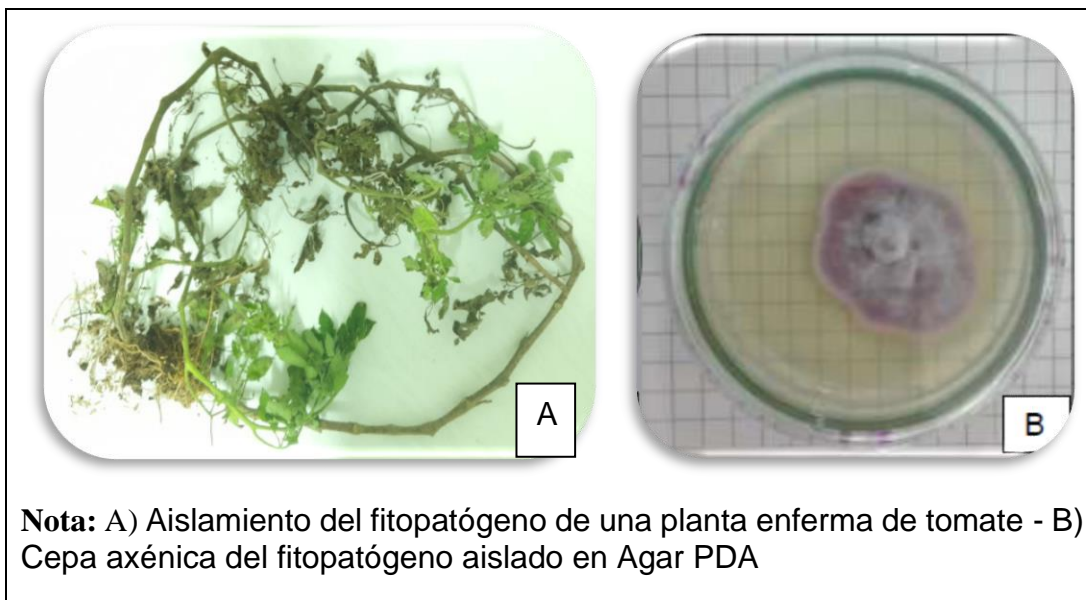 A
B
Nota: A) Aislamiento del fitopatógeno de una planta enferma de tomate - B)
Cepa axénica del fitopatógeno aislado en Agar PDA